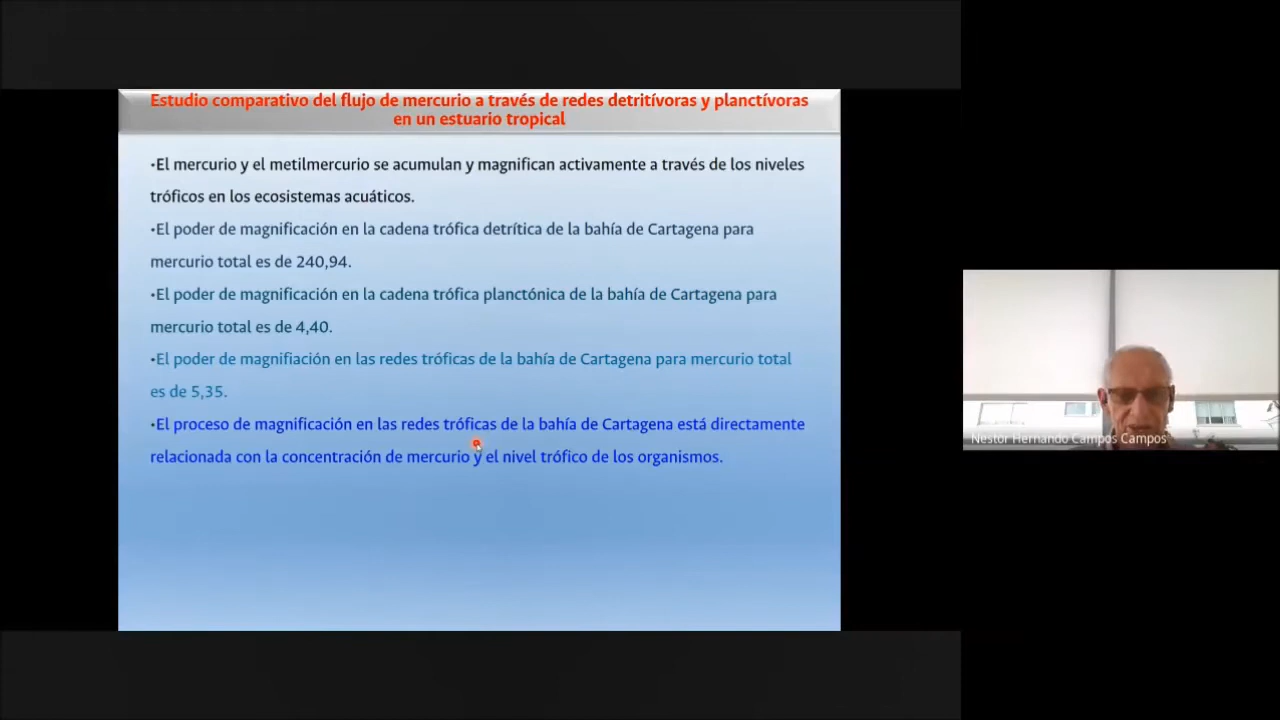 Estudio comparativo del flujo de mercurio a través de redes detritívoras y planctívoras
en un estuario tropical
•El mercurio y el metilmercurio se acumulan y magnifican activamente a través de los niveles
tróficos en los ecosistemas acuáticos.
•El poder de magnificación en la cadena trófica detrítica de la bahía de Cartagena para
mercurio total es de 240,94.
•El poder de magnificación en la cadena trófica planctónica de la bahía de Cartagena para
mercurio total es de 4,40.
•El poder de magnifiación en las redes tróficas de la bahía de Cartagena para mercurio total
es de 5,35.
•El proceso de magnificación en las redes tróficas de la bahía de Cartagena está directamente
relacionada con la concentración de mercurio y el nivel trófico de los organismos.
Nestor Hernando Campos Campos